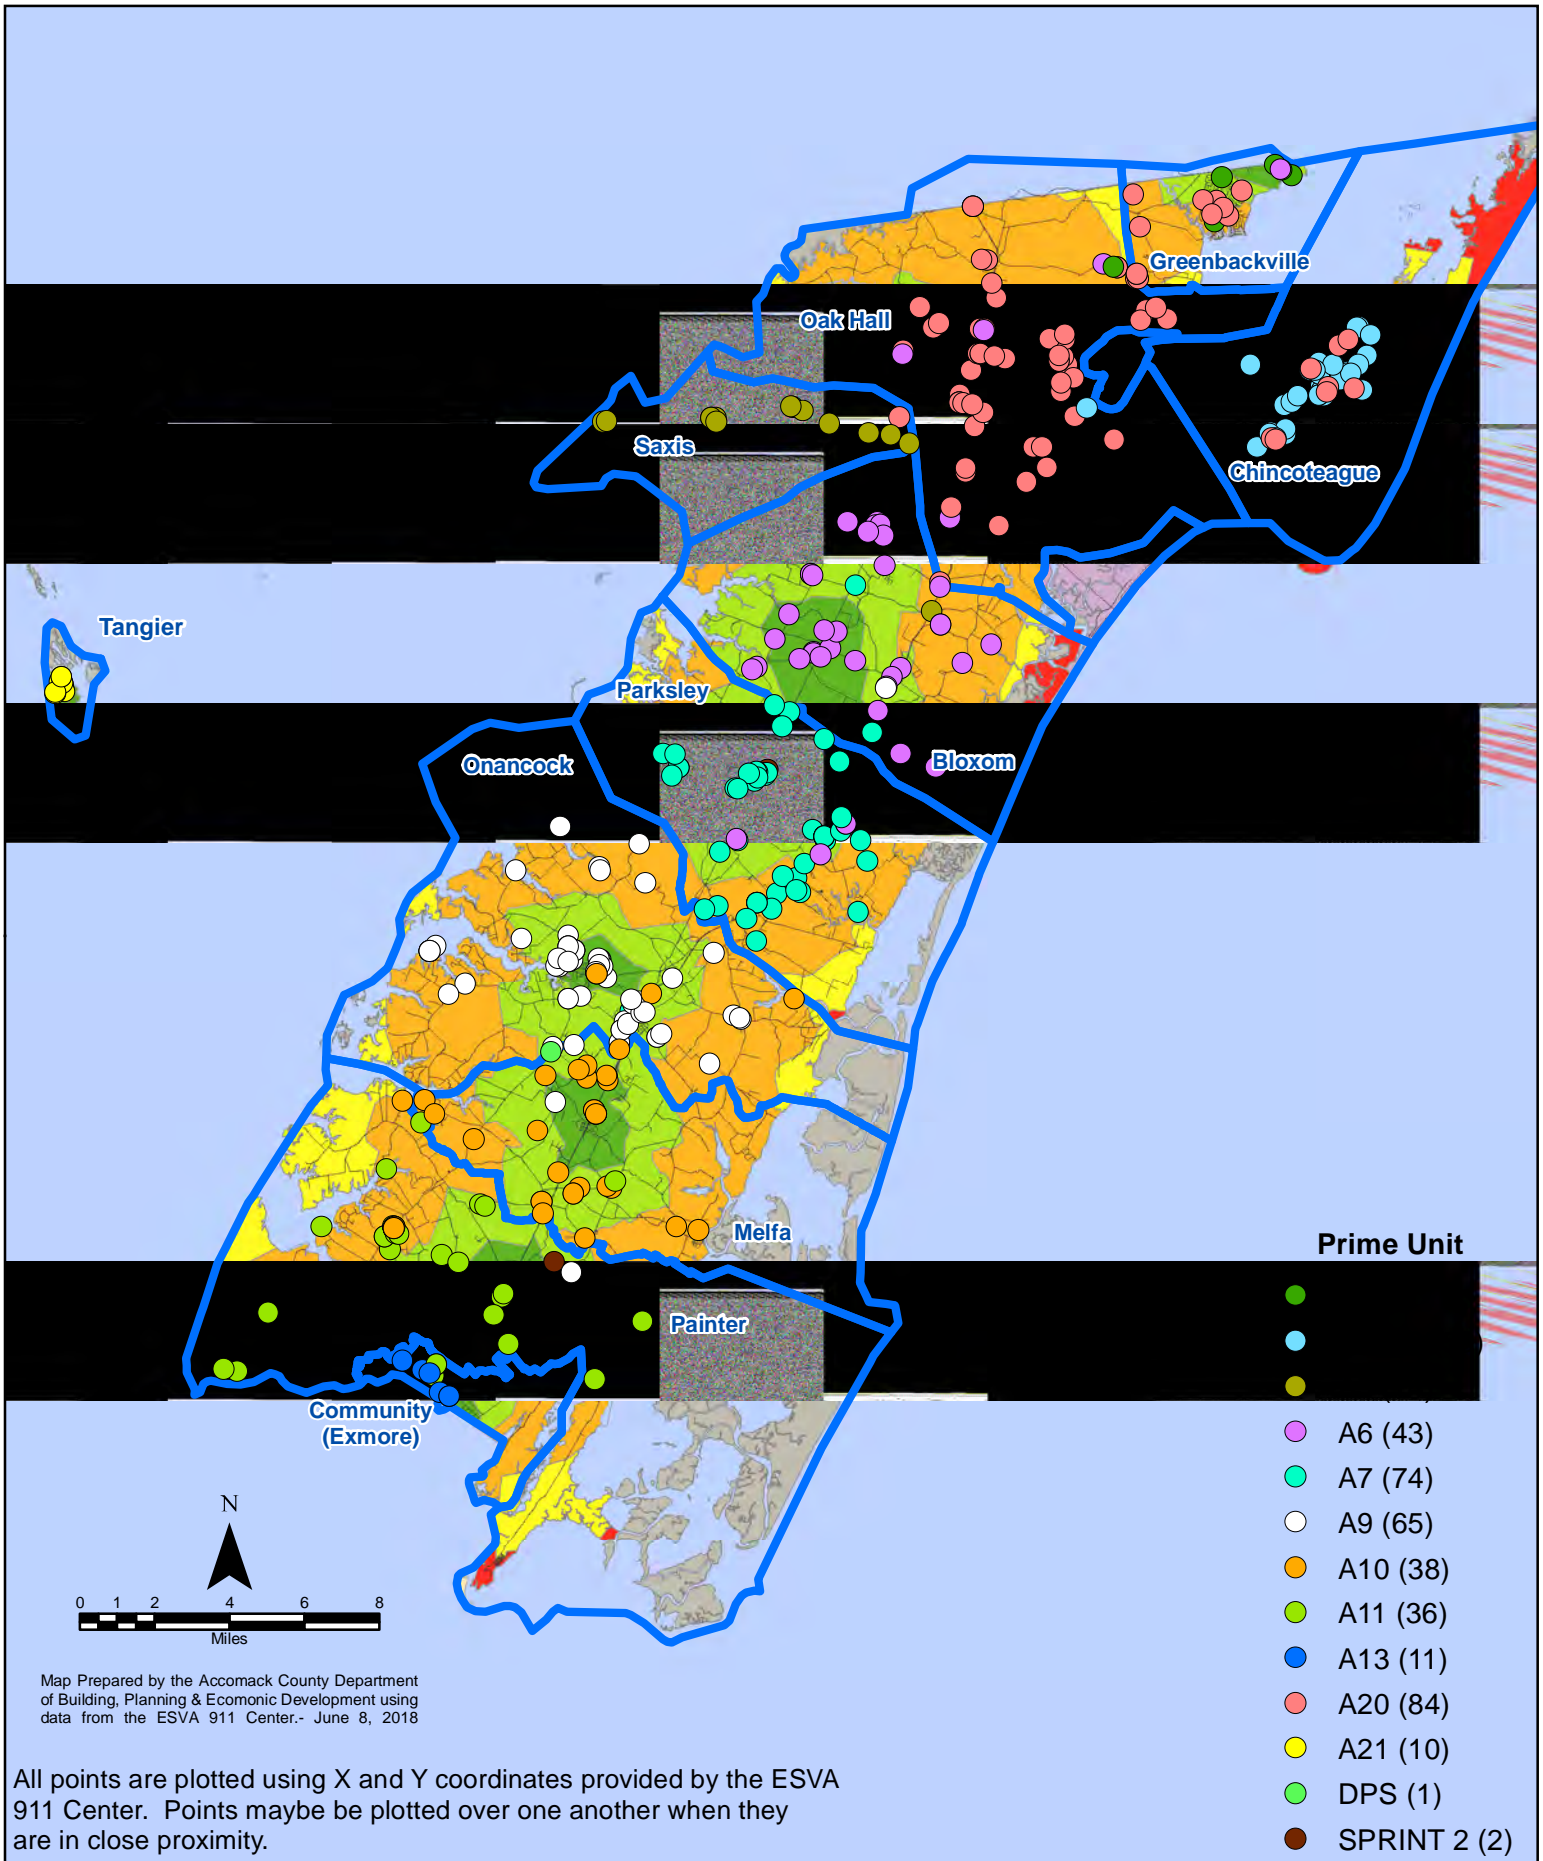 Greenbackville
Oak Hall
Saxis
Chincoteague
Tangier
Parksley
Onancock
Bloxom
Melfa
Prime Unit
Painter
Community
(Exmore)
A6 (43)
A7 (74)
A9 (65)
A10 (38)
A11 (36)
A13 (11)
A20 (84)
A21 (10)
DPS (1)
SPRINT 2 (2)
N
0 1 2 4 6 8
Miles
Map Prepared by the Accomack County Department
of Building, Planning & Ecomonic Development using
data from the ESVA 911 Center.- June 8, 2018
All points are plotted using X and Y coordinates provided by the ESVA
911 Center. Points maybe be plotted over one another when they
are in close proximity.